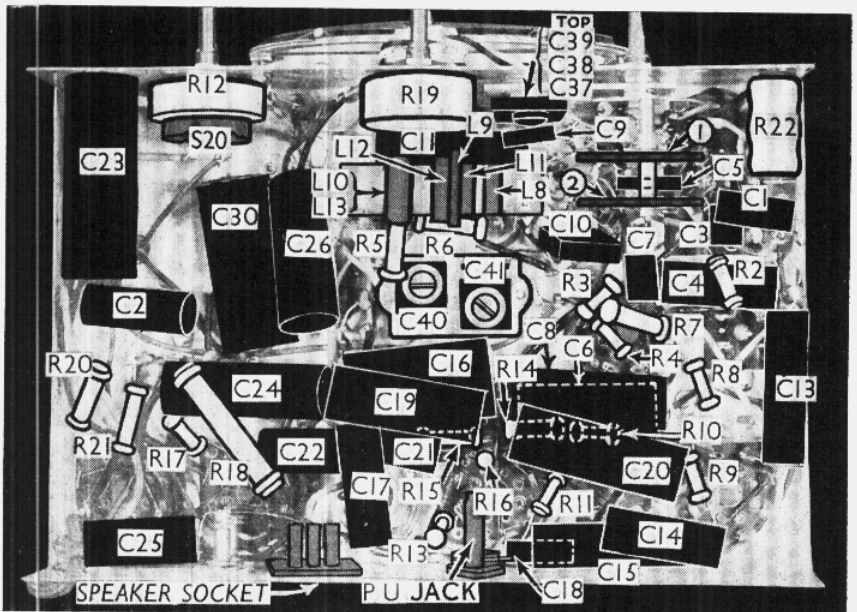 TOP
C39
C38
C37
R12
R19
S20
C11
L9
C9
1
R22
C23
L12
L11
C5
L10
L13
L8
2
C1
C30
C26
R5
R6
C10
C7
C3
C2
C41
C40
R3
C4
R2
R7
C8
C6
R4
R8
C13
R20
C24
C16
R14
C19
R10
R21
R17
R18
C22
C21
C17
R15
R16
C20
R9
R11
C25
R13
C14
C15
SPEAKER SOCKET
P U JACK
C18